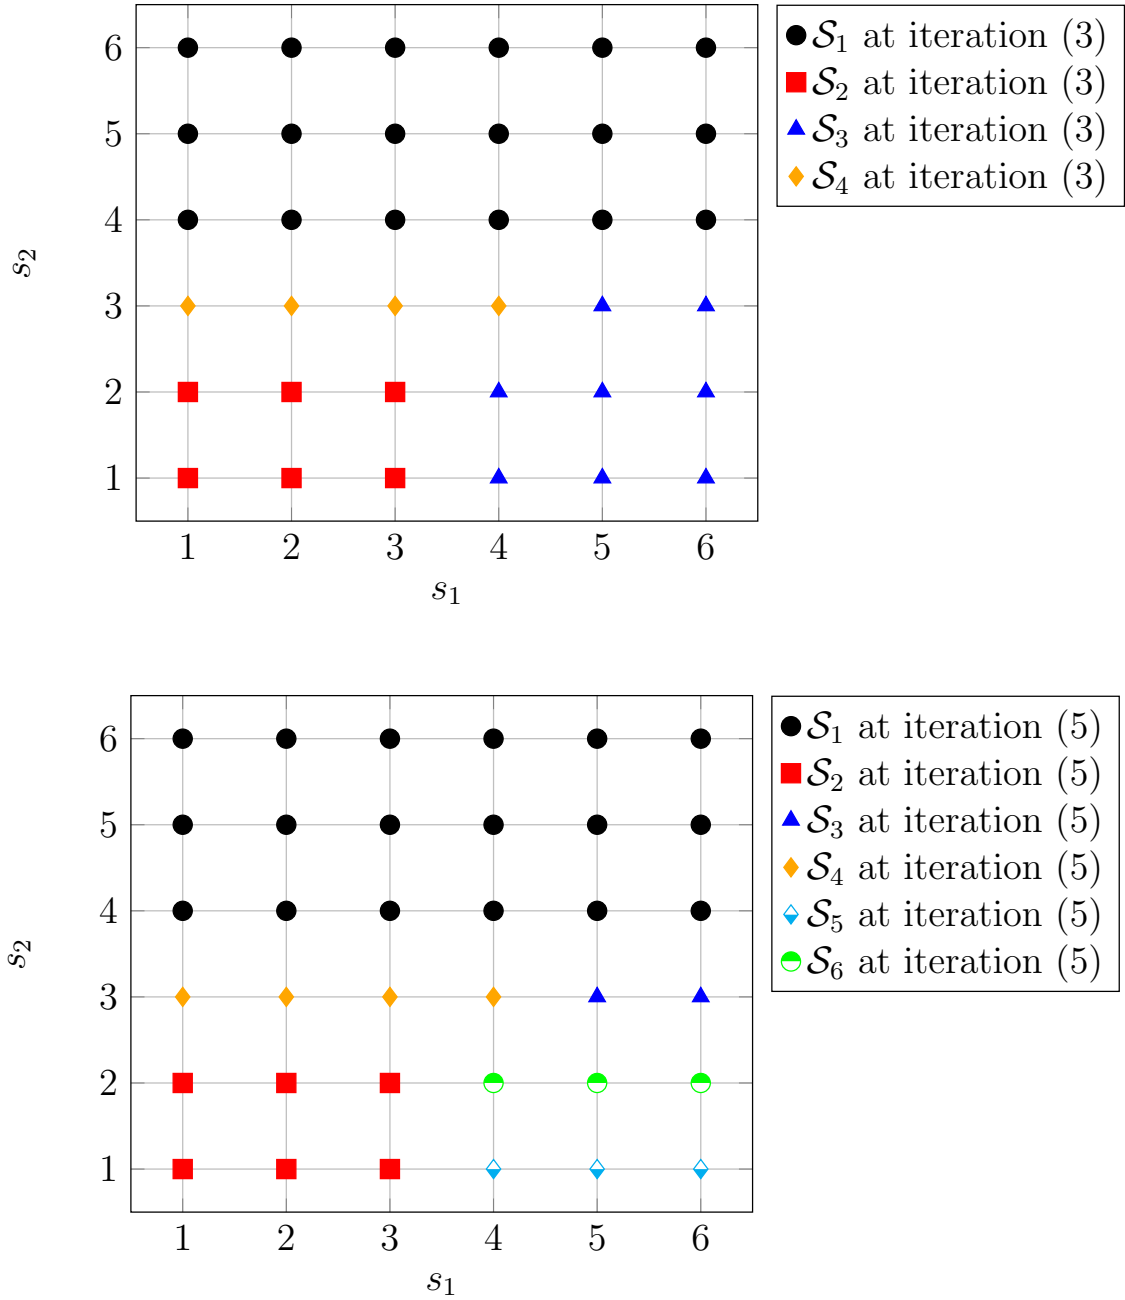 6
5
4
3
2
1
s₂
1 2 3 4 5 6
s₁
𝒮₁ at iteration (3)
𝒮₂ at iteration (3)
𝒮₃ at iteration (3)
𝒮₄ at iteration (3)
6
5
4
3
2
1
s₂
1 2 3 4 5 6
s₁
𝒮₁ at iteration (5)
𝒮₂ at iteration (5)
𝒮₃ at iteration (5)
𝒮₄ at iteration (5)
𝒮₅ at iteration (5)
𝒮₆ at iteration (5)